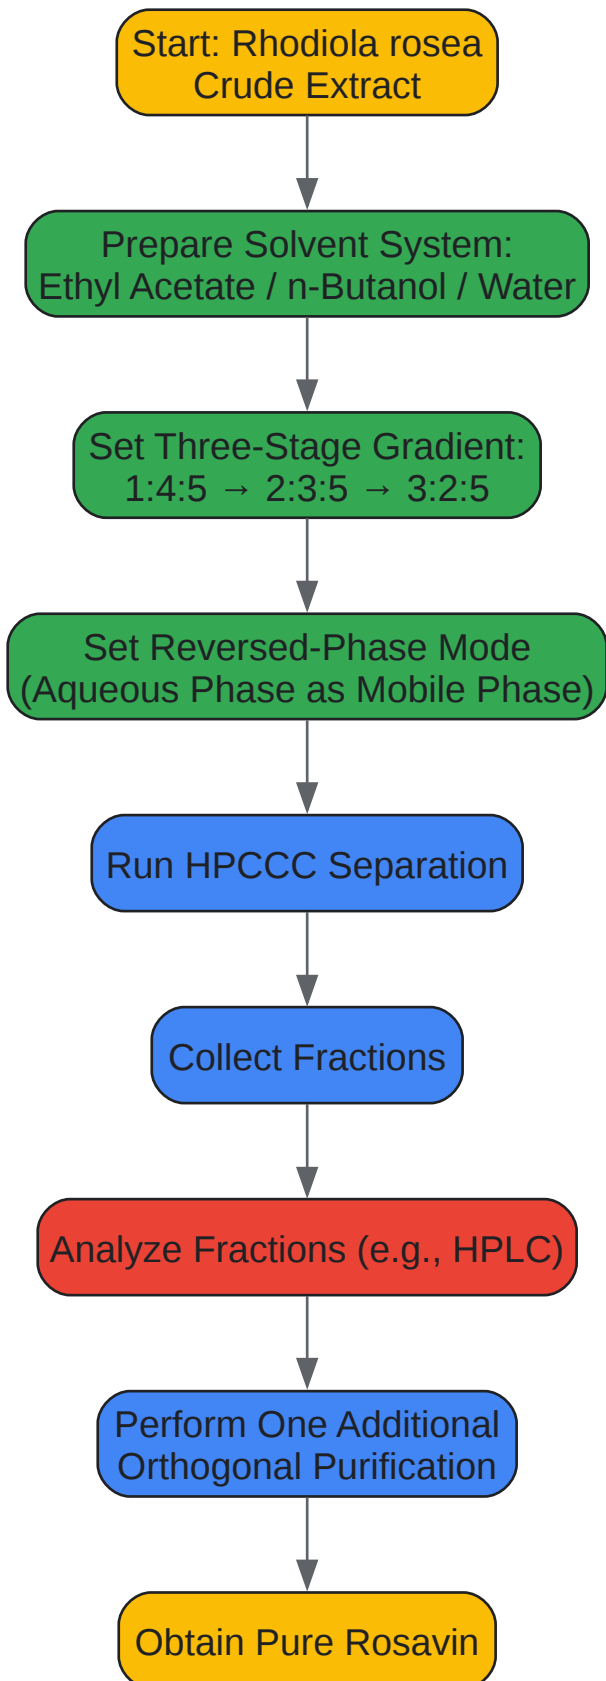 Start: Rhodiola rosea
Crude Extract
Prepare Solvent System:
Ethyl Acetate / n-Butanol / Water
Set Three-Stage Gradient:
1:4:5 → 2:3:5 → 3:2:5
Set Reversed-Phase Mode
(Aqueous Phase as Mobile Phase)
Run HPCCC Separation
Collect Fractions
Analyze Fractions (e.g., HPLC)
Perform One Additional
Orthogonal Purification
Obtain Pure Rosavin